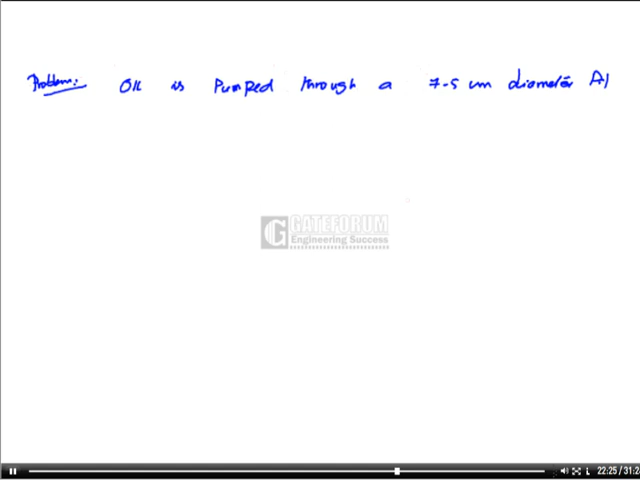 Problem: Oil is Pumped through a 7.5 cm diameter Al
GATEFORUM
Engineering Success
22:25 / 31:2